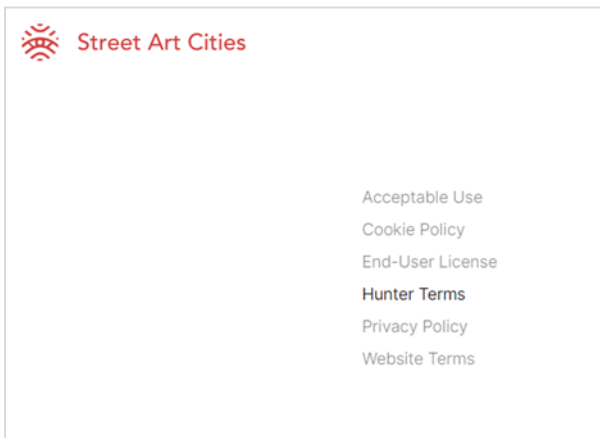 Street Art Cities
Acceptable Use
Cookie Policy
End-User License
Hunter Terms
Privacy Policy
Website Terms